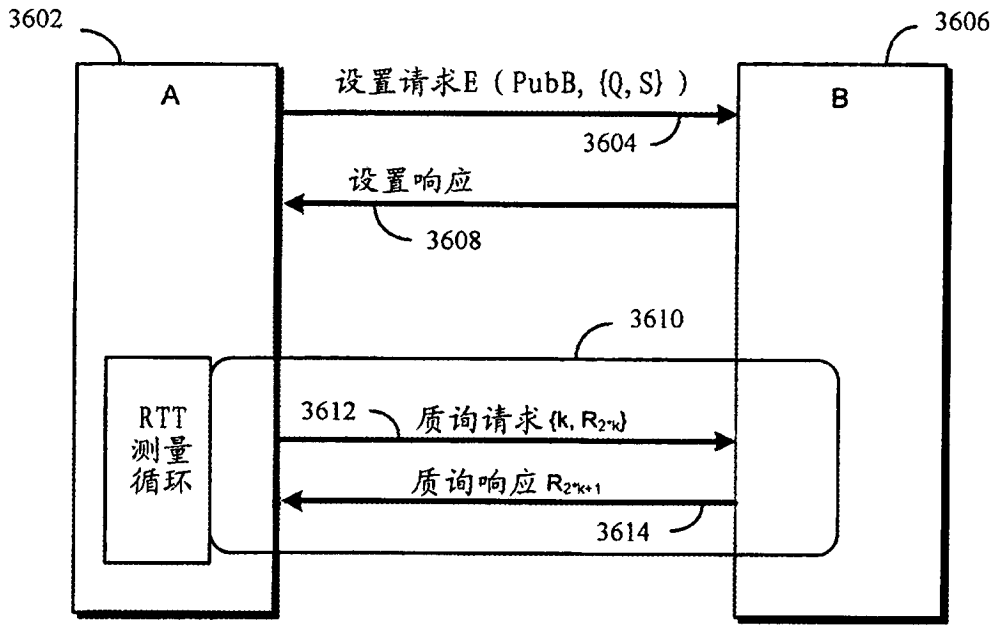 3602
3606
A
B
设置请求E（PubB, {Q, S}）
3604
设置响应
3608
3610
RTT
测量
循环
3612
质询请求{k, R₂*ₖ}
质询响应 R₂*ₖ₊₁
3614